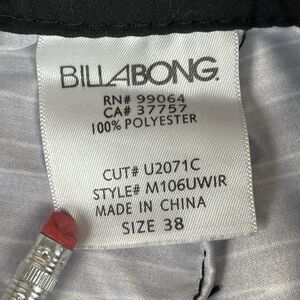 BILLABONG
RN# 99064
CA# 37757
100% POLYESTER
CUT# U2071C
STYLE# M106UWIR
MADE IN CHINA
SIZE 38